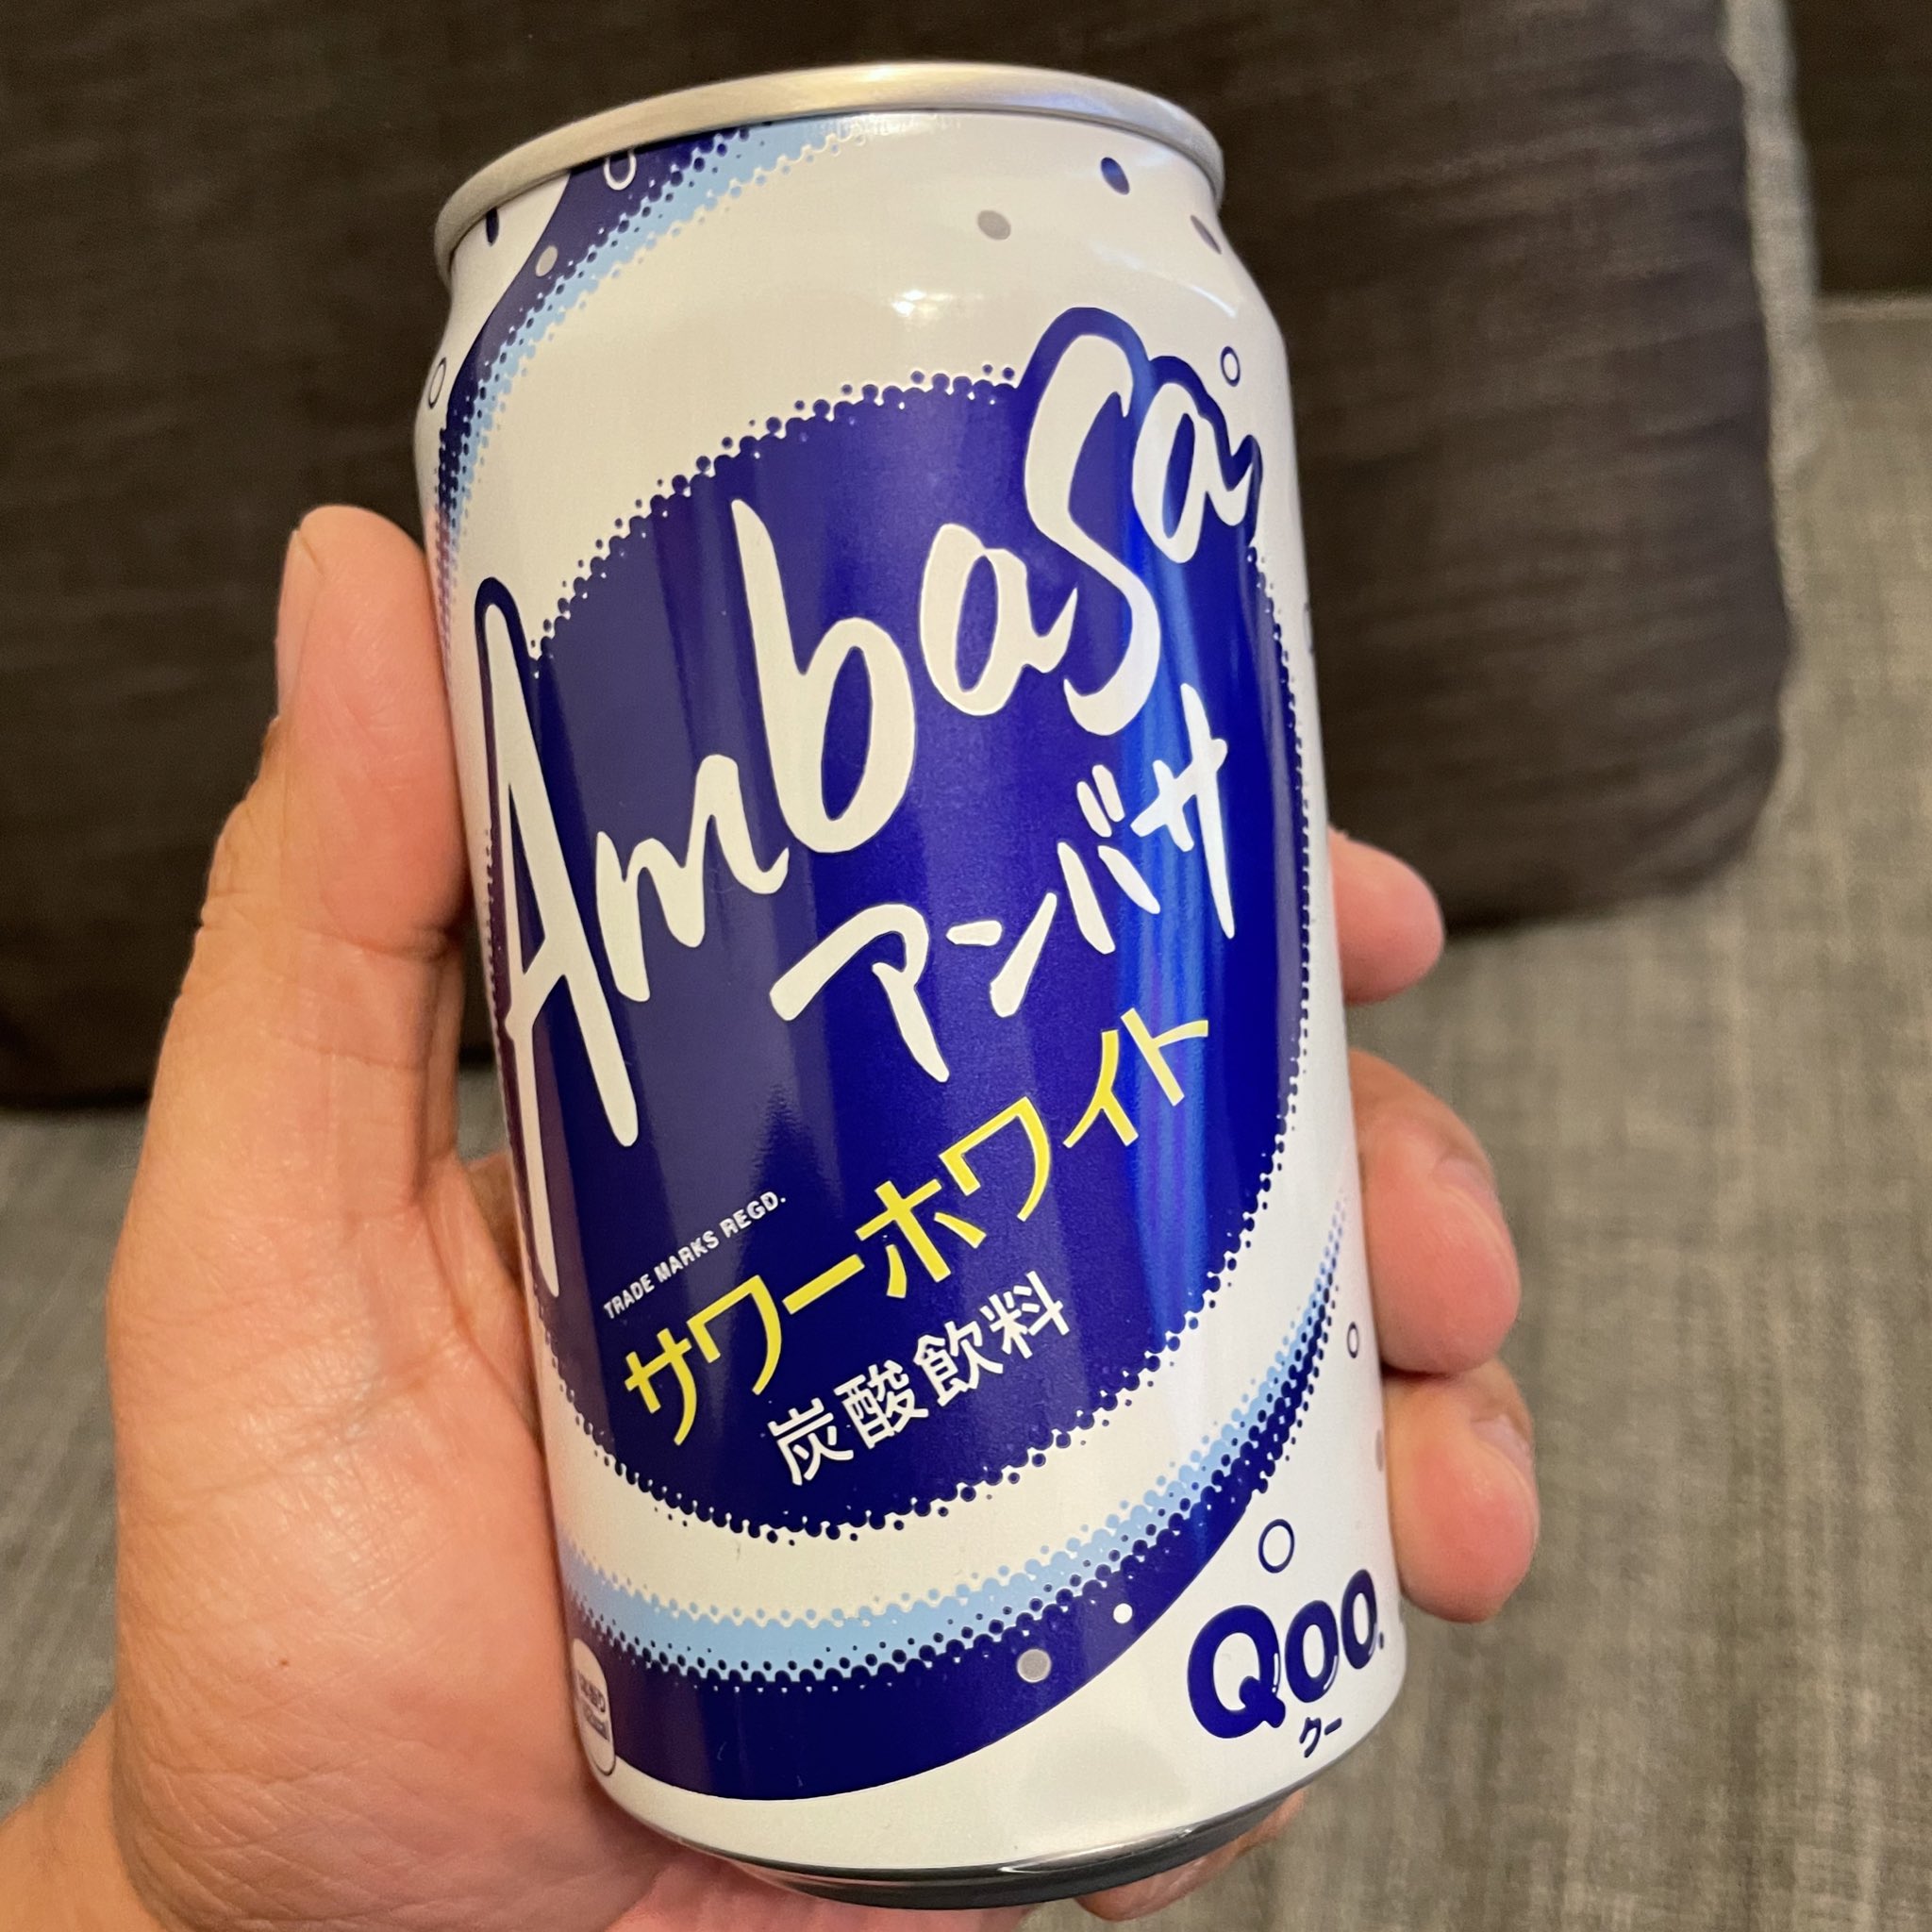 Ambasa
アンバサ
TRADE MARKS REGD.
サワーホワイト
炭酸飲料
Qoo
クー